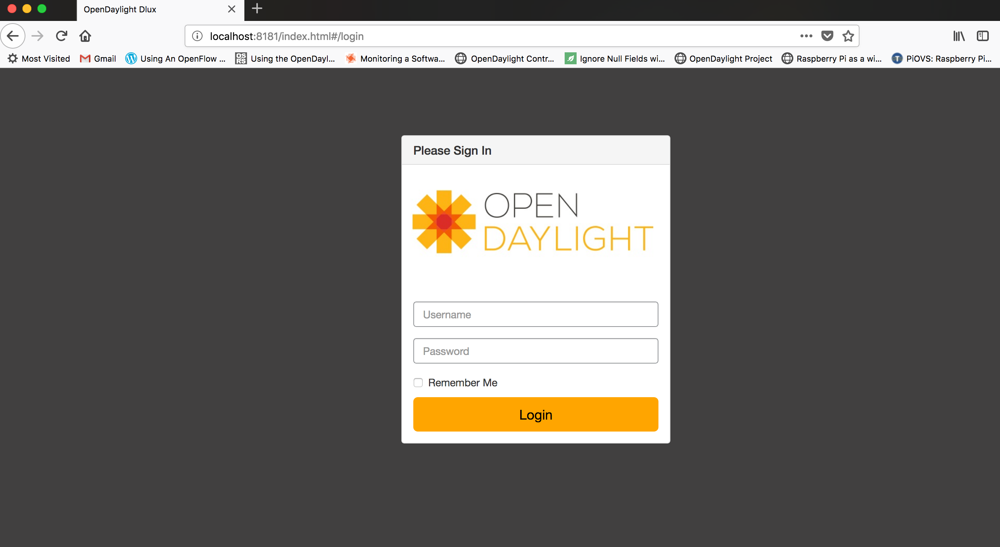 OpenDaylight Dlux
localhost:8181/index.html#/login
Most Visited Gmail Using An OpenFlow ... Using the OpenDayl... Monitoring a Softwa... OpenDaylight Contr... Ignore Null Fields wi... OpenDaylight Project Raspberry Pi as a wi... PiOVS: Raspberry Pi...
Please Sign In
OPEN
DAYLIGHT
Username
Password
Remember Me
Login